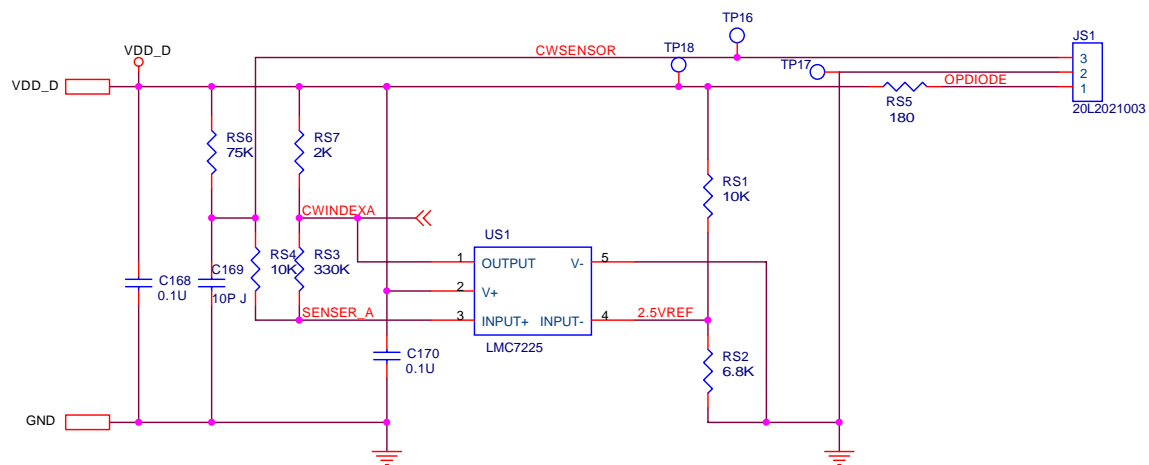 TP16
JS1
VDD_D
CWSENSOR
TP18
3
TP17
2
VDD_D
OPDIODE
1
RS5
180
20L2021003
RS6
75K
RS7
2K
RS1
10K
CWINDEXA
US1
RS4
10K
RS3
330K
C169
10P J
C168
0.1U
1
OUTPUT
V-
5
2
V+
SENSER_A
3
INPUT+
INPUT-
4
2.5VREF
LMC7225
C170
0.1U
RS2
6.8K
GND